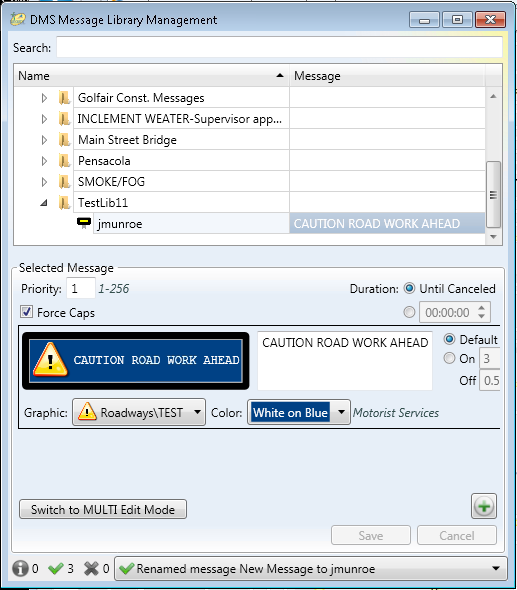 DMS Message Library Management
Search:
Name Message
Golfair Const. Messages
INCLEMENT WEATER-Supervisor app...
Main Street Bridge
Pensacola
SMOKE/FOG
TestLib11
jmunroe CAUTION ROAD WORK AHEAD
Selected Message
Priority: 1 1-256 Duration: Until Canceled
Force Caps 00:00:00
CAUTION ROAD WORK AHEAD CAUTION ROAD WORK AHEAD Default
On 3
Off 0.5
Graphic: Roadways\TEST Color: White on Blue Motorist Services
Switch to MULTI Edit Mode
Save Cancel
0 3 0 Renamed message New Message to jmunroe